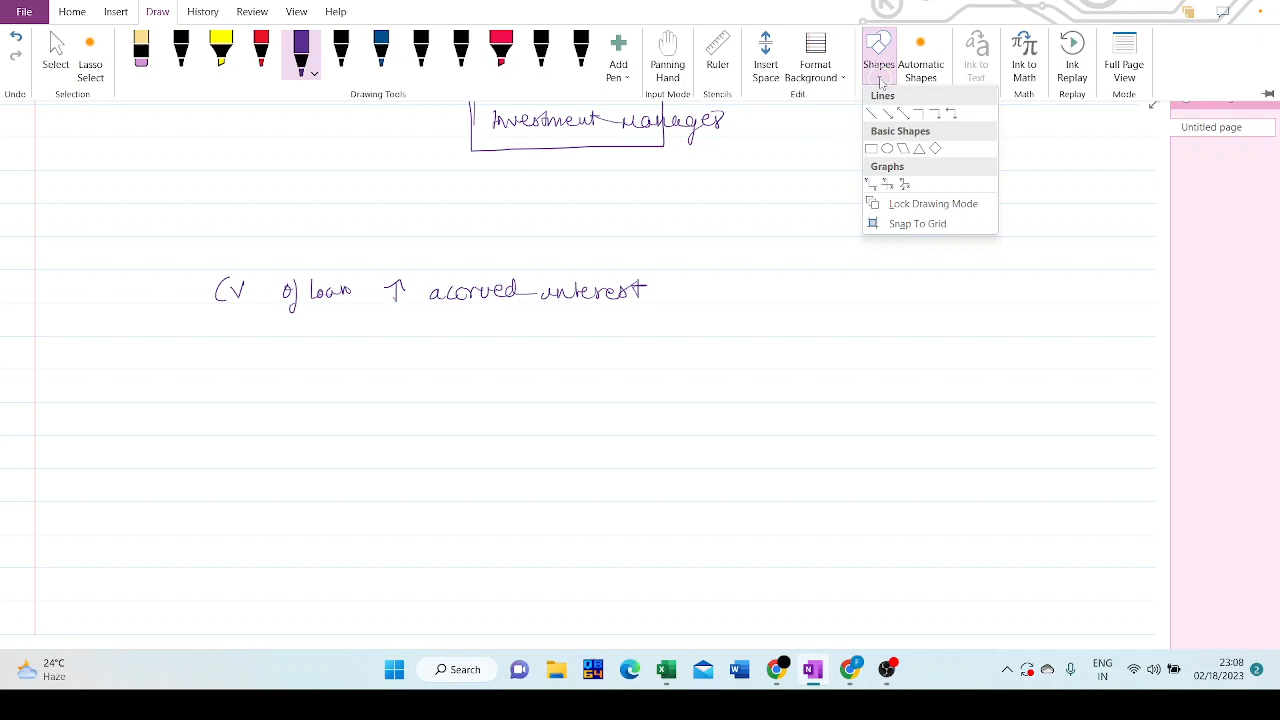 File Home Insert Draw History Review View Help
Undo
Select
Lasso Select
Selection
Drawing Tools
Add Pen
Panning Hand
Input Mode
Ruler
Stencils
Insert Space
Format Background
Edit
Shapes
Automatic Shapes
Ink to Text
Ink to Math
Math
Ink Replay
Replay
Full Page View
Mode
Lines
Basic Shapes
Graphs
Lock Drawing Mode
Snap To Grid
Untitled page
Investment manages
CV of loan ↑ accrued interest
24°C
Haze
Search
ENG
IN
23:08
02/18/2023
2